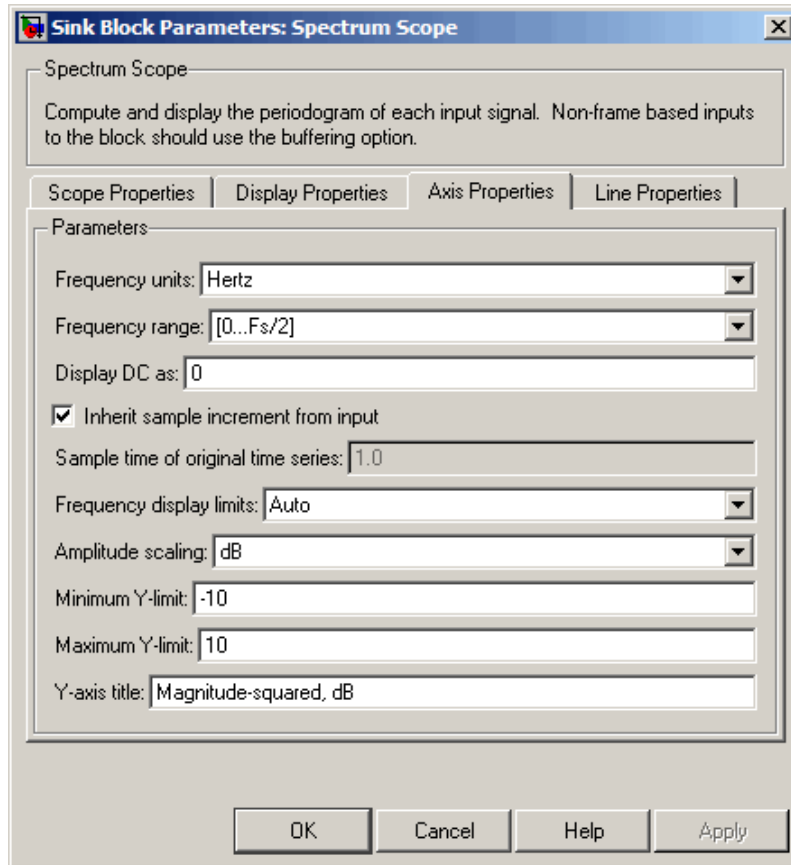 Sink Block Parameters: Spectrum Scope
Spectrum Scope
Compute and display the periodogram of each input signal.  Non-frame based inputs
to the block should use the buffering option.
Scope Properties
Display Properties
Axis Properties
Line Properties
Parameters
Frequency units: Hertz
Frequency range: [0...Fs/2]
Display DC as: 0
Inherit sample increment from input
Sample time of original time series: 1.0
Frequency display limits: Auto
Amplitude scaling: dB
Minimum Y-limit: -10
Maximum Y-limit: 10
Y-axis title: Magnitude-squared, dB
OK
Cancel
Help
Apply